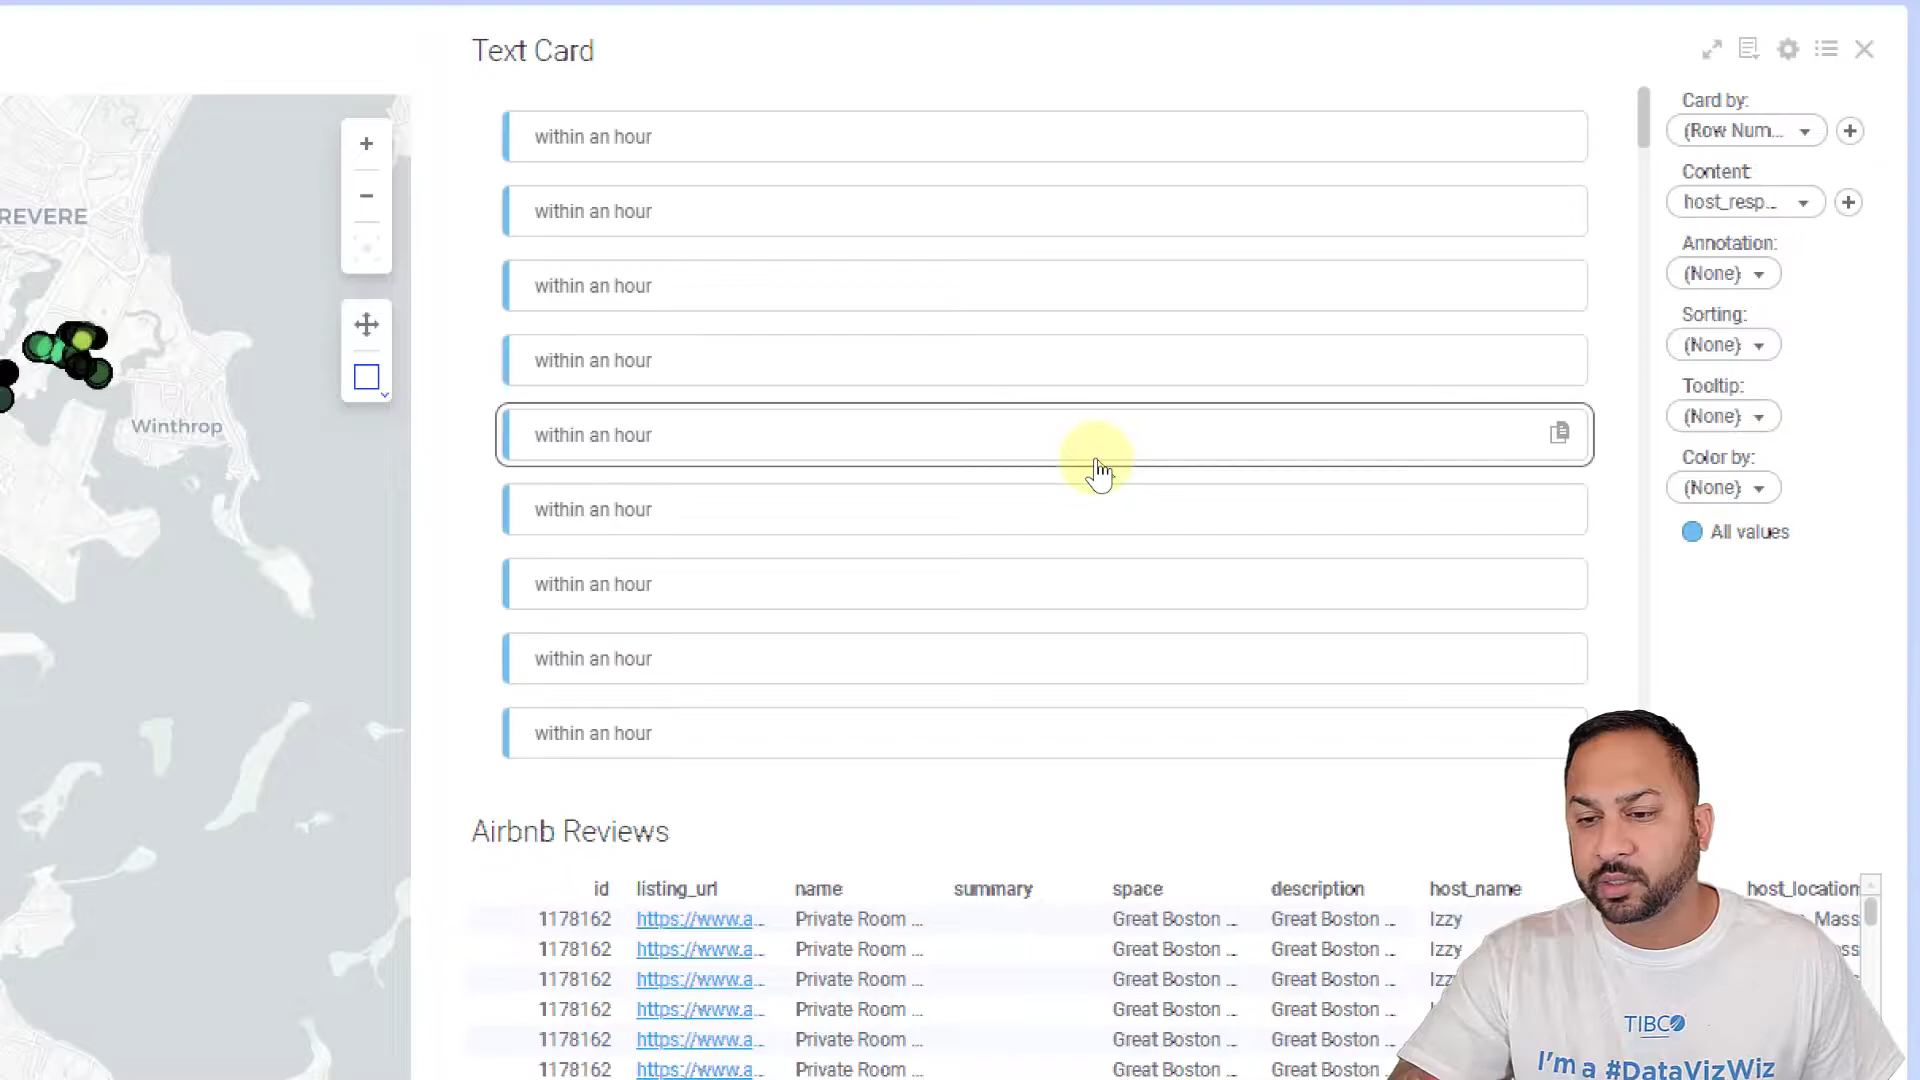 Text Card
within an hour
within an hour
within an hour
within an hour
within an hour
within an hour
within an hour
within an hour
within an hour
Card by:
(Row Num...
Content:
host_resp...
Annotation:
(None)
Sorting:
(None)
Tooltip:
(None)
Color by:
(None)
All values
REVERE
Winthrop
Airbnb Reviews
id listing_url name summary space description host_name host_location
1178162 https://www.a... Private Room ... Great Boston ... Great Boston ... Izzy Mass
1178162 https://www.a... Private Room ... Great Boston ... Great Boston ... Izzy
1178162 https://www.a... Private Room ... Great Boston ... Great Boston ...
1178162 https://www.a... Private Room ... Great Boston ... Great Boston ...
1178162 https://www.a... Private Room ... Great Boston ... Great Boston ...
1178162 https://www.a... Private Room ... Great Boston ... Great Boston ...
TIBCO
I'm a #DataVizWiz